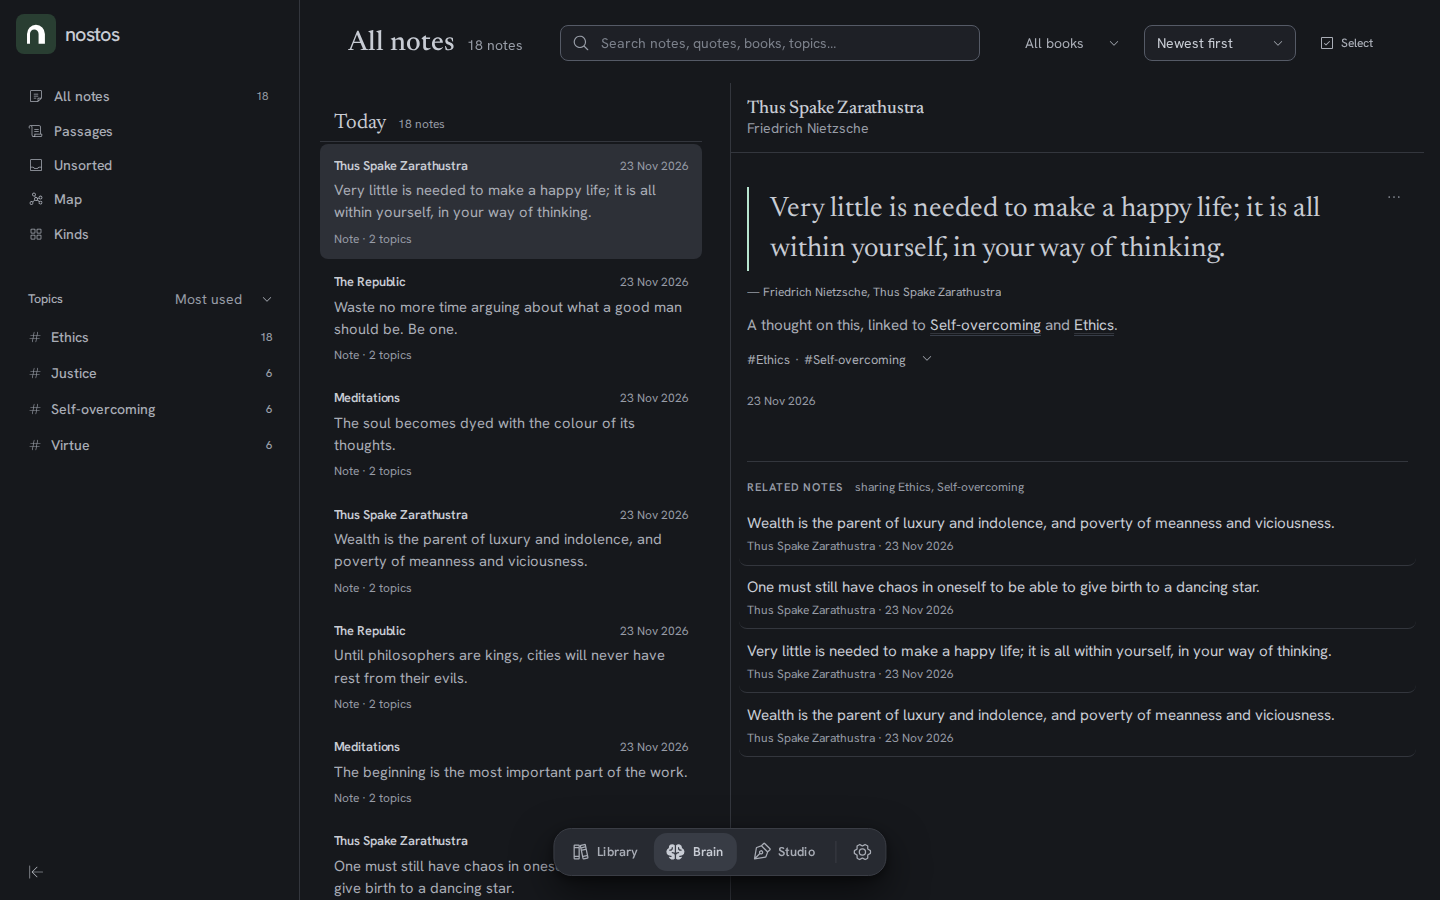 nostos
All notes 18
Passages
Unsorted
Map
Kinds
Topics Most used
# Ethics 18
# Justice 6
# Self-overcoming 6
# Virtue 6
All notes 18 notes
Search notes, quotes, books, topics...
All books
Newest first
Select
Today 18 notes
Thus Spake Zarathustra 23 Nov 2026
Very little is needed to make a happy life; it is all
within yourself, in your way of thinking.
Note · 2 topics
The Republic 23 Nov 2026
Waste no more time arguing about what a good man
should be. Be one.
Note · 2 topics
Meditations 23 Nov 2026
The soul becomes dyed with the colour of its
thoughts.
Note · 2 topics
Thus Spake Zarathustra 23 Nov 2026
Wealth is the parent of luxury and indolence, and
poverty of meanness and viciousness.
Note · 2 topics
The Republic 23 Nov 2026
Until philosophers are kings, cities will never have
rest from their evils.
Note · 2 topics
Meditations 23 Nov 2026
The beginning is the most important part of the work.
Note · 2 topics
Thus Spake Zarathustra
One must still have chaos in
give birth to a dancing star.
Thus Spake Zarathustra
Friedrich Nietzsche
Very little is needed to make a happy life; it is all
within yourself, in your way of thinking.
— Friedrich Nietzsche, Thus Spake Zarathustra
A thought on this, linked to Self-overcoming and Ethics.
#Ethics · #Self-overcoming
23 Nov 2026
RELATED NOTES sharing Ethics, Self-overcoming
Wealth is the parent of luxury and indolence, and poverty of meanness and viciousness.
Thus Spake Zarathustra · 23 Nov 2026
One must still have chaos in oneself to be able to give birth to a dancing star.
Thus Spake Zarathustra · 23 Nov 2026
Very little is needed to make a happy life; it is all within yourself, in your way of thinking.
Thus Spake Zarathustra · 23 Nov 2026
Wealth is the parent of luxury and indolence, and poverty of meanness and viciousness.
Thus Spake Zarathustra · 23 Nov 2026
Library
Brain
Studio